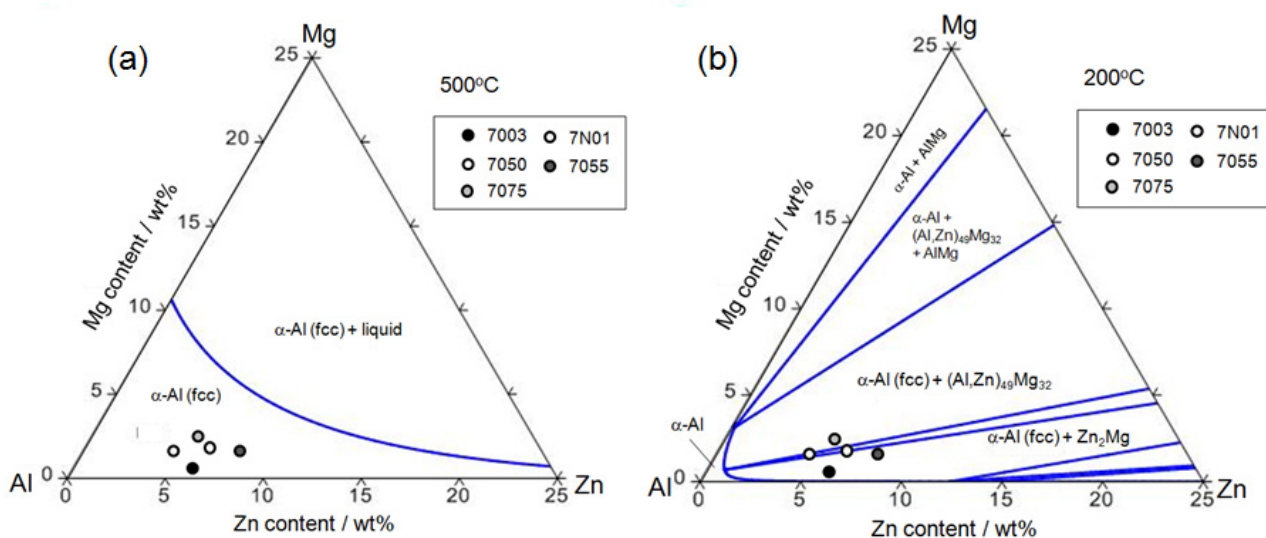 (a)
Mg
25
500ºC
7003
7N01
7050
7055
7075
20
15
Mg content / wt%
10
α-Al (fcc) + liquid
5
α-Al (fcc)
0
Al
Zn
0
5
10
15
20
25
Zn content / wt%
(b)
Mg
25
200ºC
7003
7N01
7050
7055
7075
20
α-Al + AlMg
15
Mg content / wt%
α-Al +
(Al,Zn)₄₉Mg₃₂
+ AlMg
10
5
α-Al (fcc) + (Al,Zn)₄₉Mg₃₂
α-Al
α-Al (fcc) + Zn₂Mg
0
Al
Zn
0
5
10
15
20
25
Zn content / wt%